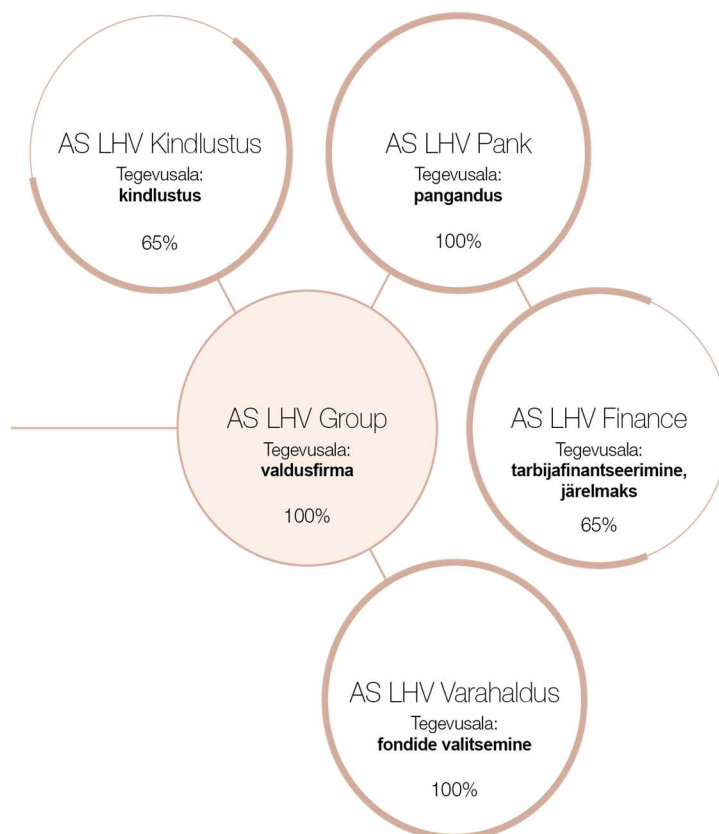 AS LHV Kindlustus
Tegevusala:
kindlustus
65%
AS LHV Pank
Tegevusala:
pangandus
100%
AS LHV Group
Tegevusala:
valdusfirma
100%
AS LHV Finance
Tegevusala:
tarbijafinantseerimine,
järelmaks
65%
AS LHV Varahaldus
Tegevusala:
fondide valitsemine
100%